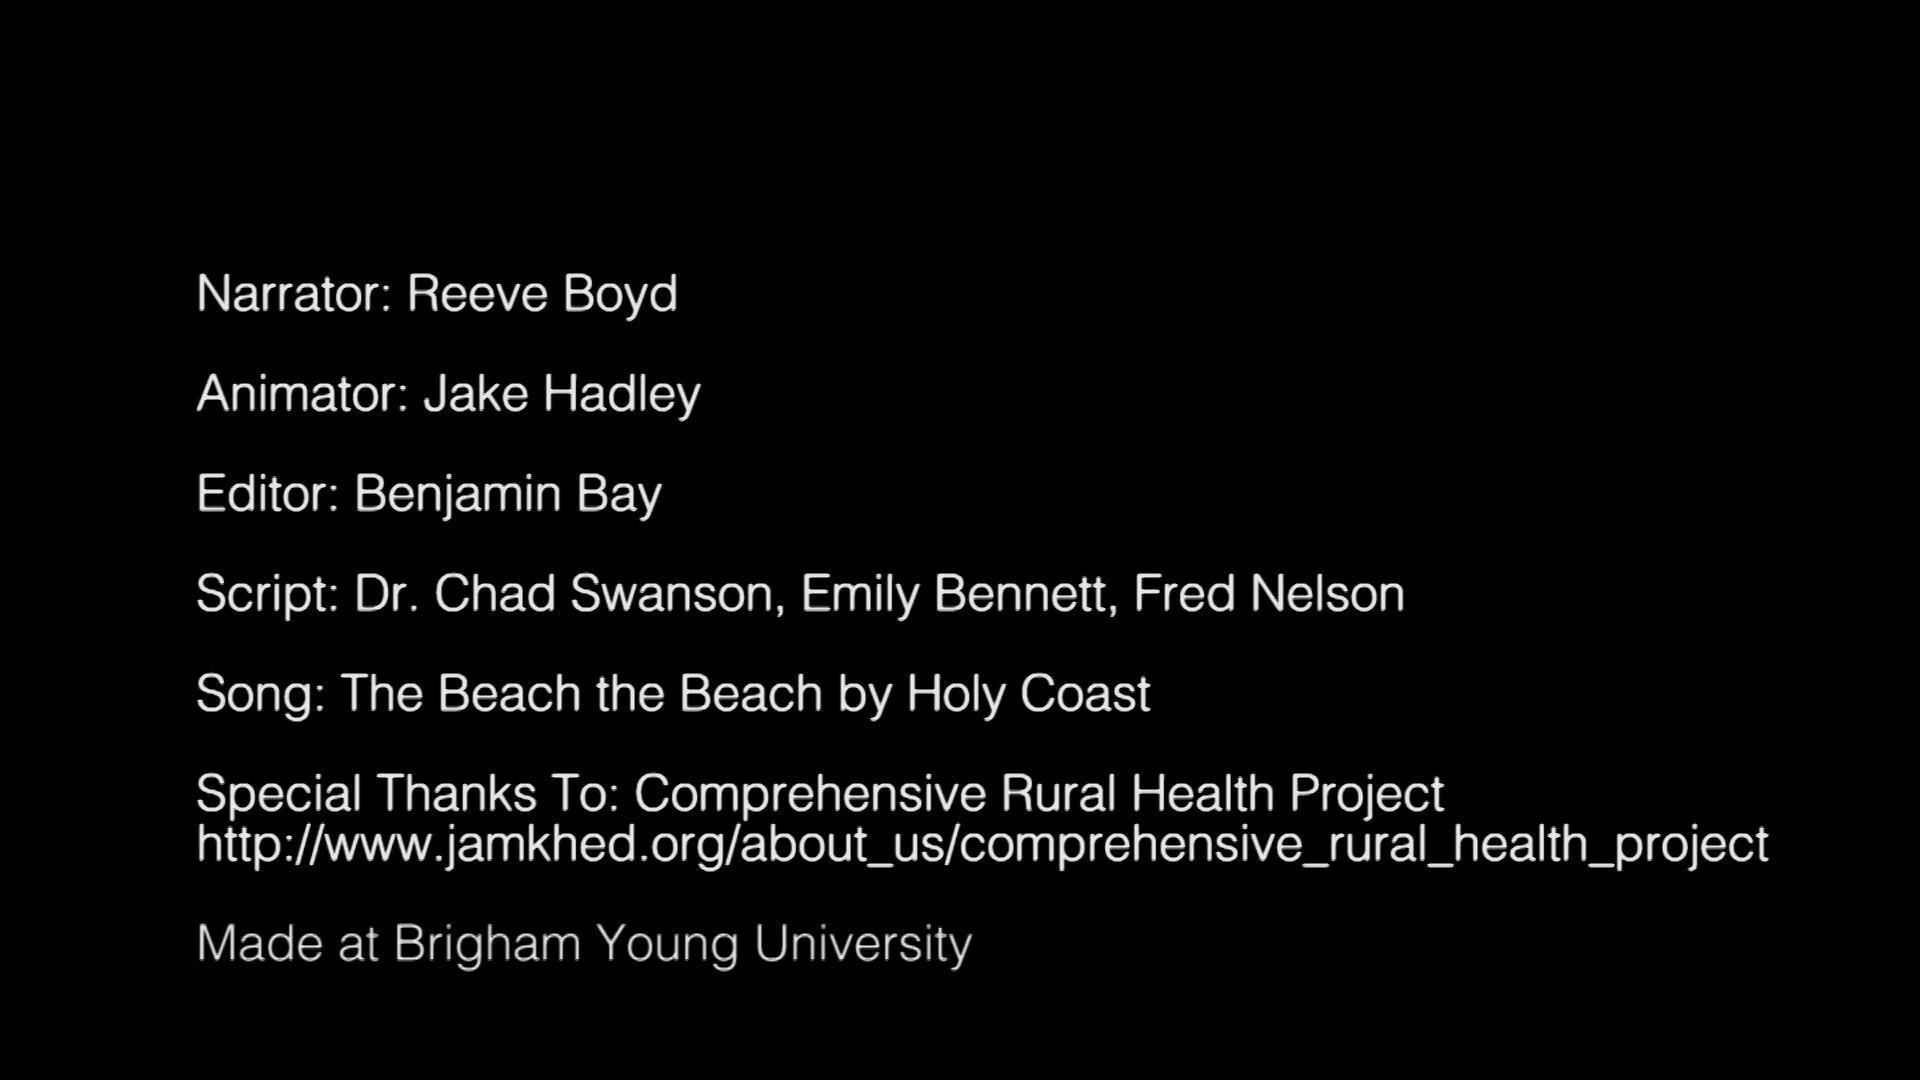 Narrator: Reeve Boyd
Animator: Jake Hadley
Editor: Benjamin Bay
Script: Dr. Chad Swanson, Emily Bennett, Fred Nelson
Song: The Beach the Beach by Holy Coast
Special Thanks To: Comprehensive Rural Health Project
http://www.jamkhed.org/about_us/comprehensive_rural_health_project
Made at Brigham Young University